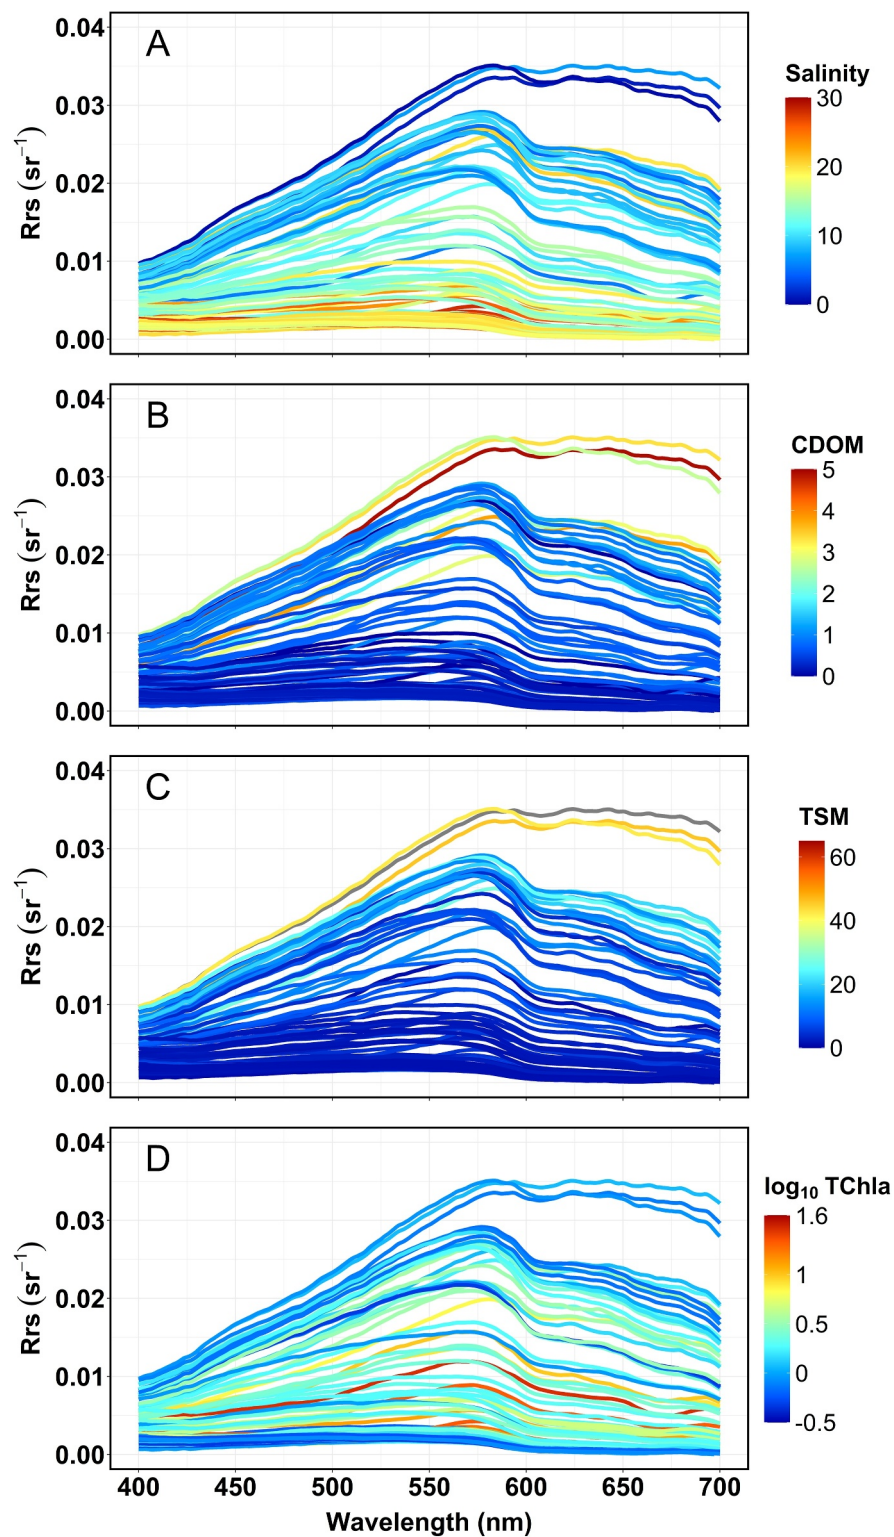 A
0.04
0.03
0.02
0.01
0.00
Rrs (sr⁻¹)
Salinity
30
20
10
0
B
0.04
0.03
0.02
0.01
0.00
Rrs (sr⁻¹)
CDOM
5
4
3
2
1
0
C
0.04
0.03
0.02
0.01
0.00
Rrs (sr⁻¹)
TSM
60
40
20
0
D
0.04
0.03
0.02
0.01
0.00
Rrs (sr⁻¹)
log₁₀ TChla
1.6
1
0.5
0
-0.5
400 450 500 550 600 650 700
Wavelength (nm)